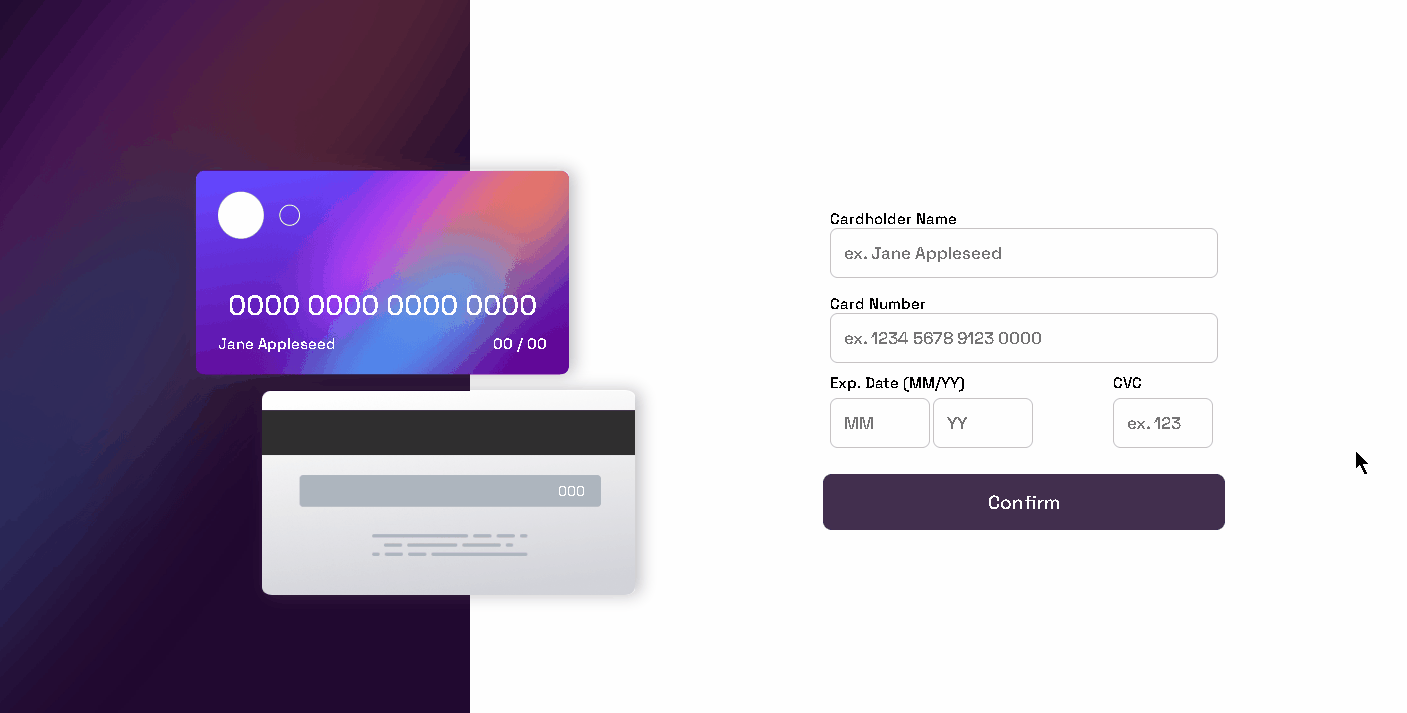 0000 0000 0000 0000
Jane Appleseed 00 / 00
000
Cardholder Name
ex. Jane Appleseed
Card Number
ex. 1234 5678 9123 0000
Exp. Date (MM/YY) CVC
MM YY ex. 123
Confirm